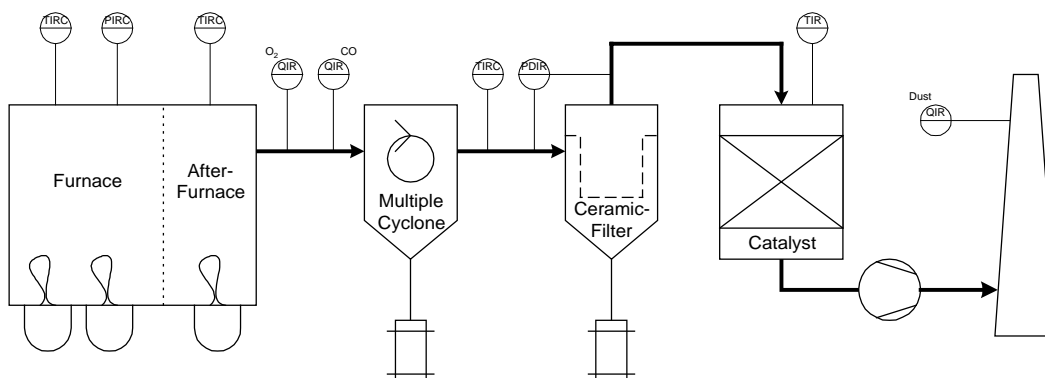 TIRC
PIRC
TIRC
O2
QIR
QIR
CO
TIRC
PDIR
TIR
Dust
QIR
Furnace
After-
Furnace
Multiple
Cyclone
Ceramic-
Filter
Catalyst